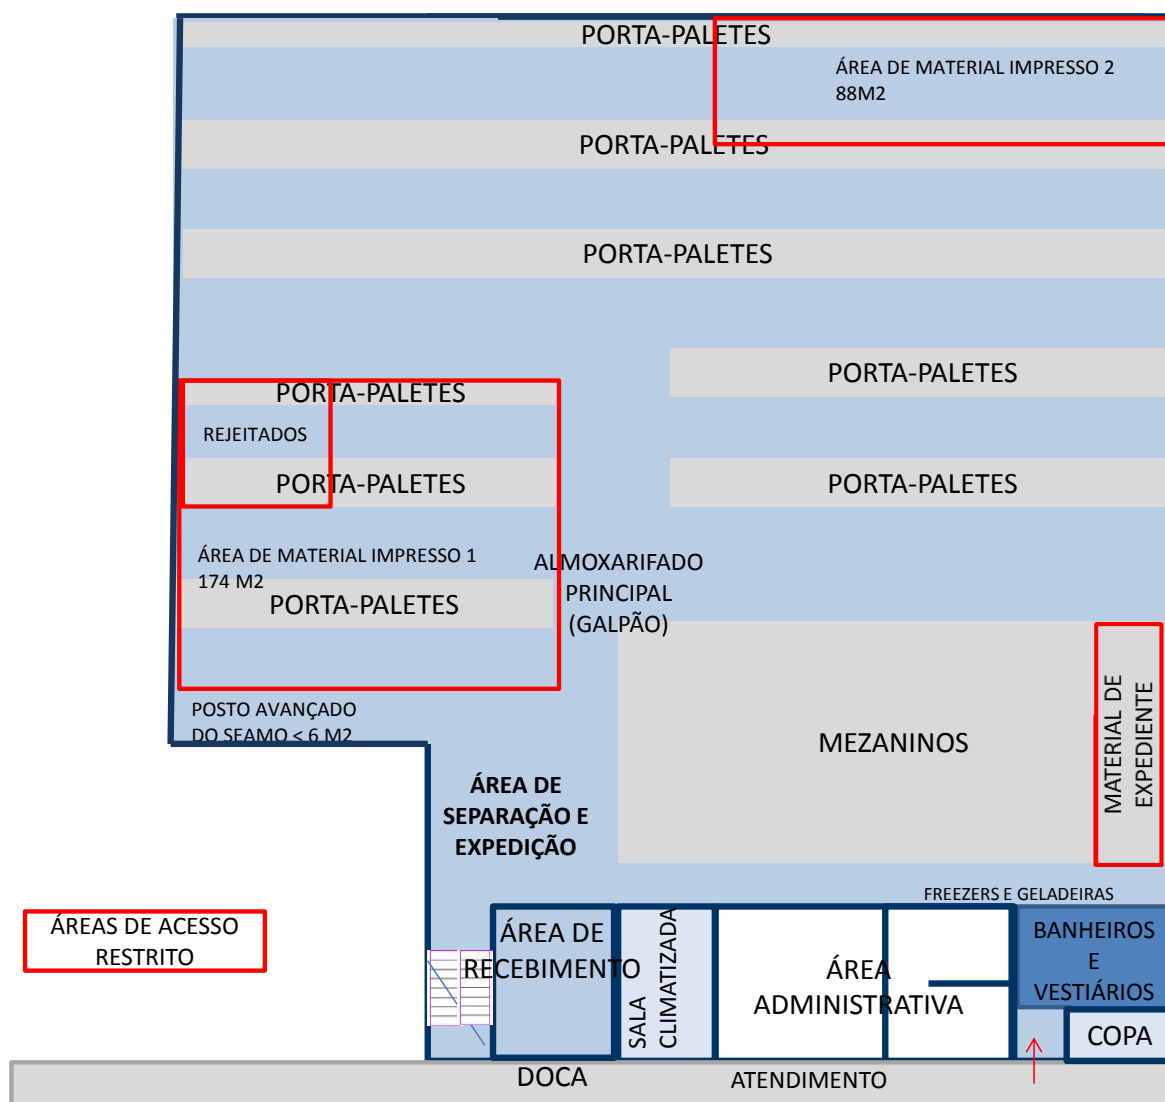 PORTA-PALETES
ÁREA DE MATERIAL IMPRESSO 2
88M2
PORTA-PALETES
PORTA-PALETES
PORTA-PALETES
PORTA-PALETES
REJEITADOS
PORTA-PALETES
PORTA-PALETES
ÁREA DE MATERIAL IMPRESSO 1
174 M2
PORTA-PALETES
ALMOXARIFADO
PRINCIPAL
(GALPÃO)
POSTO AVANÇADO
DO SEAMO < 6 M2
MEZANINOS
MATERIAL DE
EXPEDIENTE
ÁREA DE
SEPARAÇÃO E
EXPEDIÇÃO
FREEZERS E GELADEIRAS
ÁREAS DE ACESSO
RESTRITO
ÁREA DE
RECEBIMENTO
SALA
CLIMATIZADA
ÁREA
ADMINISTRATIVA
BANHEIROS
E
VESTIÁRIOS
COPA
DOCA
ATENDIMENTO